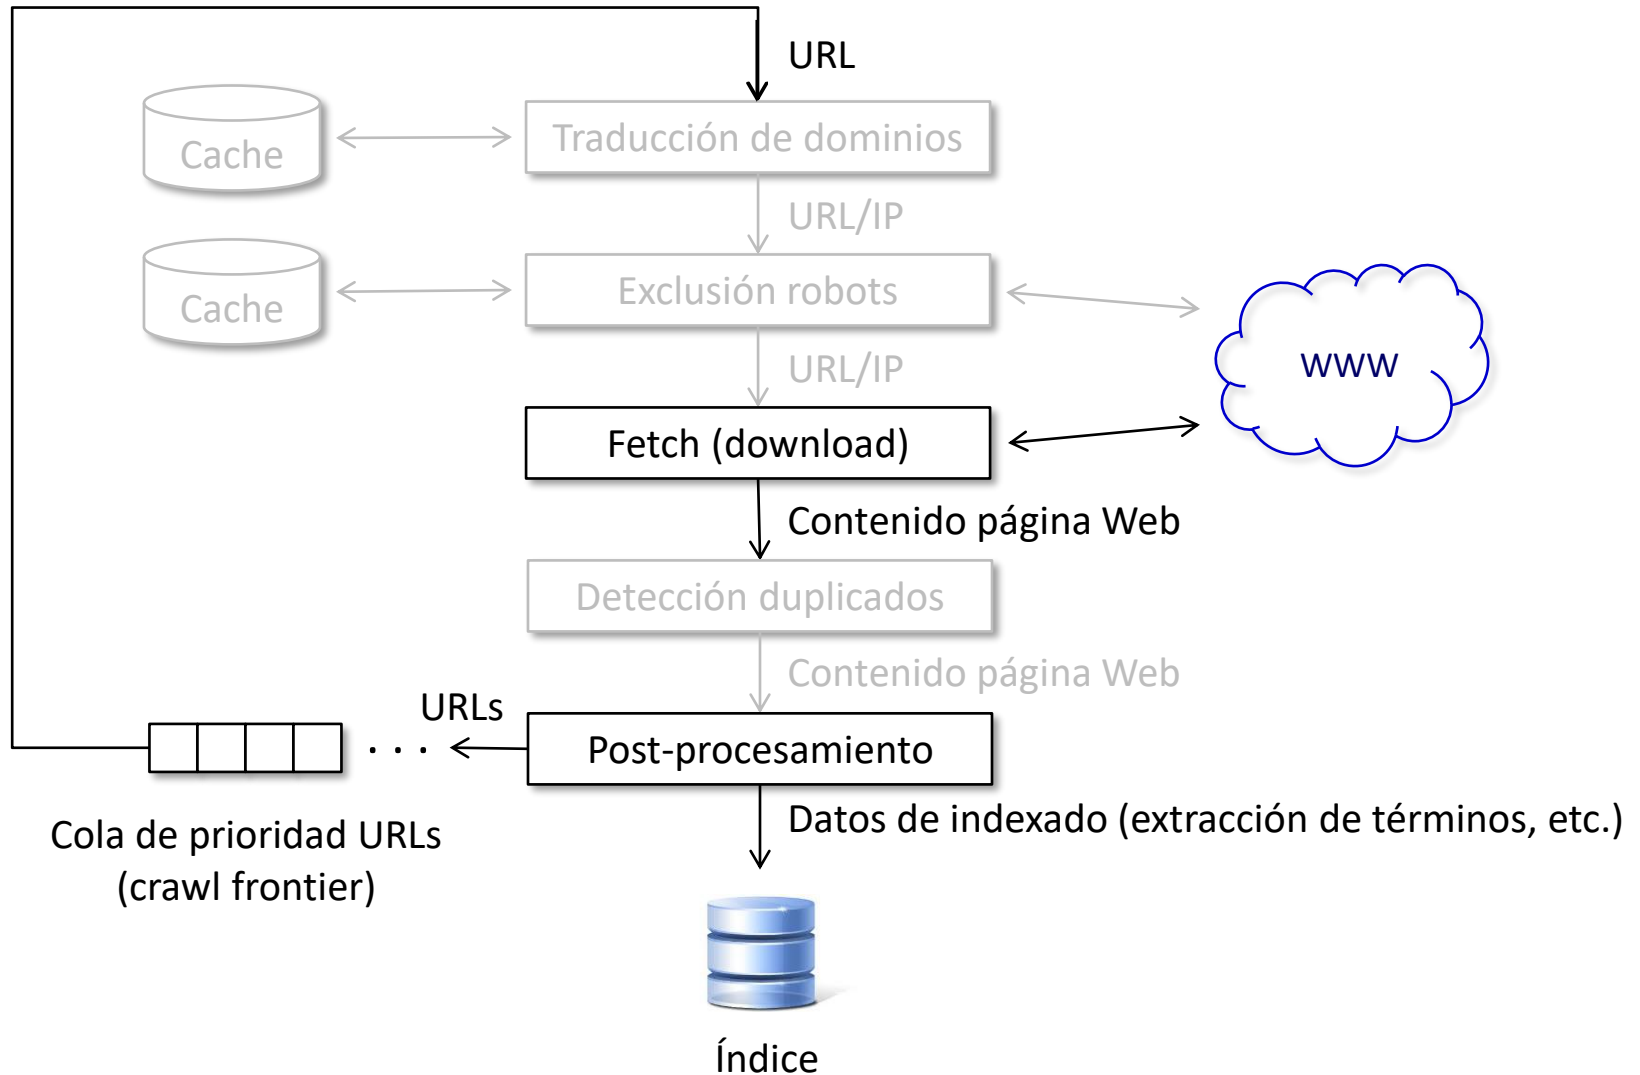 URL
Cache
Traducción de dominios
URL/IP
Cache
Exclusión robots
WWW
URL/IP
Fetch (download)
Contenido página Web
Detección duplicados
Contenido página Web
URLs
. . .
Post-procesamiento
Datos de indexado (extracción de términos, etc.)
Cola de prioridad URLs
(crawl frontier)
Índice